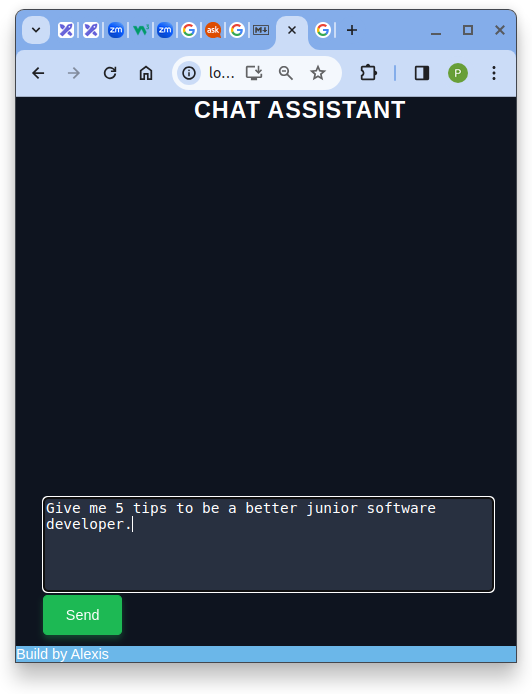 zm
zm
ask
M
lo...
P
CHAT ASSISTANT
Give me 5 tips to be a better junior software
developer.
Send
Build by Alexis